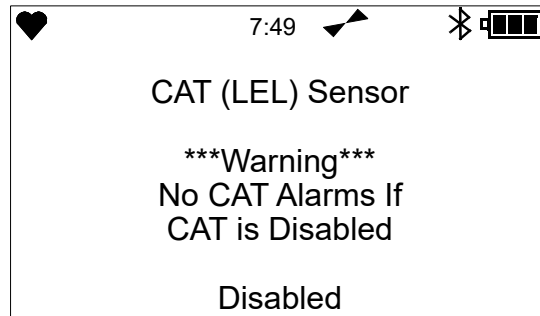 7:49
CAT (LEL) Sensor
***Warning***
No CAT Alarms If
CAT is Disabled
Disabled